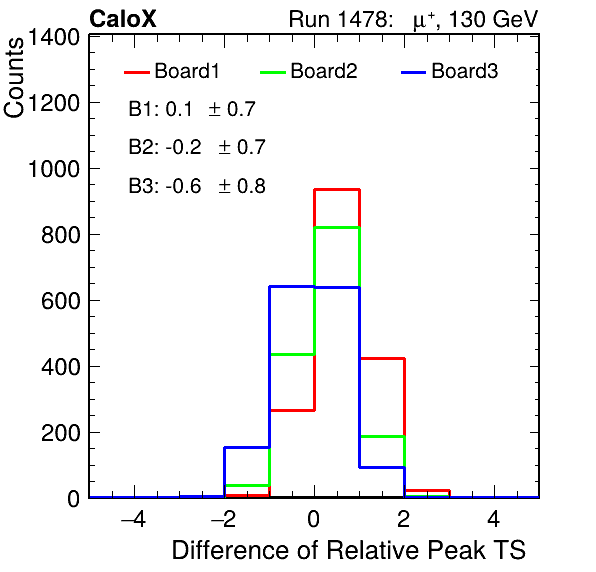 CaloX Run 1478: μ⁺, 130 GeV
Counts
1400
1200
1000
800
600
400
200
0
Board1 Board2 Board3
B1: 0.1 ± 0.7
B2: -0.2 ± 0.7
B3: -0.6 ± 0.8
−4 −2 0 2 4
Difference of Relative Peak TS